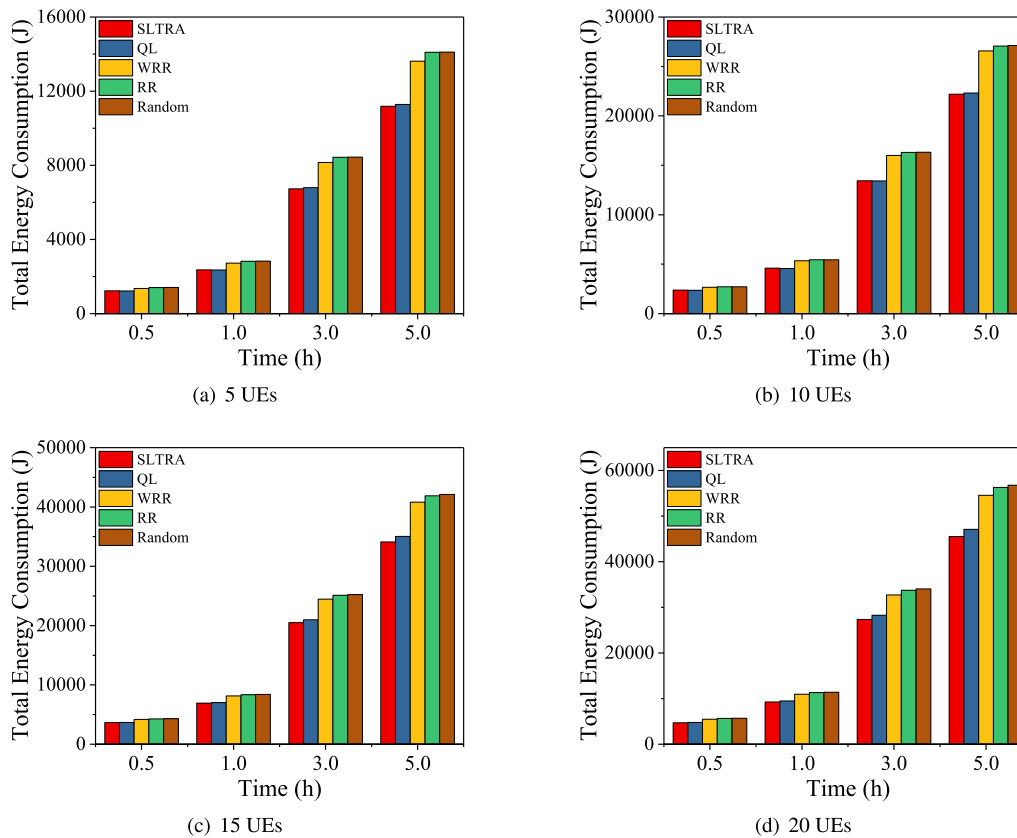 16000
12000
8000
4000
0
Total Energy Consumption (J)
SLTRA
QL
WRR
RR
Random
0.5 1.0 3.0 5.0
Time (h)
(a) 5 UEs
30000
20000
10000
0
Total Energy Consumption (J)
SLTRA
QL
WRR
RR
Random
0.5 1.0 3.0 5.0
Time (h)
(b) 10 UEs
50000
40000
30000
20000
10000
0
Total Energy Consumption (J)
SLTRA
QL
WRR
RR
Random
0.5 1.0 3.0 5.0
Time (h)
(c) 15 UEs
60000
40000
20000
0
Total Energy Consumption (J)
SLTRA
QL
WRR
RR
Random
0.5 1.0 3.0 5.0
Time (h)
(d) 20 UEs